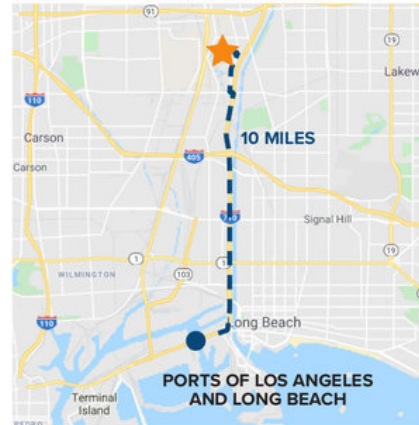 91
19
Lakew
110
10 MILES
Carson
Carson
405
710
Signal Hill
1
1
19
WILMINGTON
103
110
Long Beach
PORTS OF LOS ANGELES
AND LONG BEACH
Terminal
Island